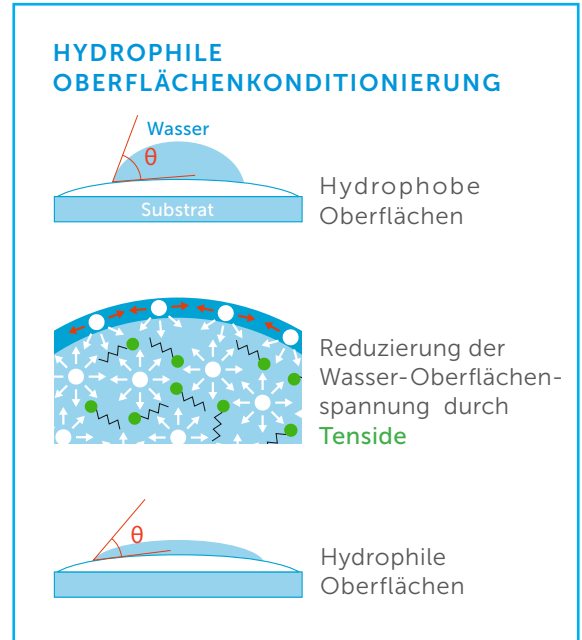 HYDROPHILE
OBERFLÄCHENKONDITIONIERUNG
Wasser
θ
Substrat
Hydrophobe
Oberflächen
Reduzierung der
Wasser-Oberflächen-
spannung durch
Tenside
θ
Hydrophile
Oberflächen